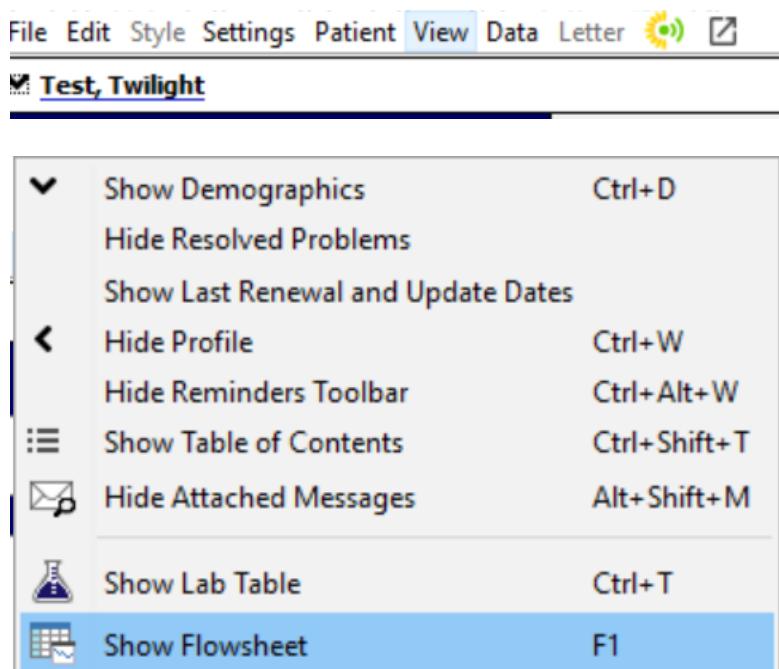 File Edit Style Settings Patient View Data Letter
Test, Twilight
Show Demographics Ctrl+D
Hide Resolved Problems
Show Last Renewal and Update Dates
Hide Profile Ctrl+W
Hide Reminders Toolbar Ctrl+Alt+W
Show Table of Contents Ctrl+Shift+T
Hide Attached Messages Alt+Shift+M
Show Lab Table Ctrl+T
Show Flowsheet F1